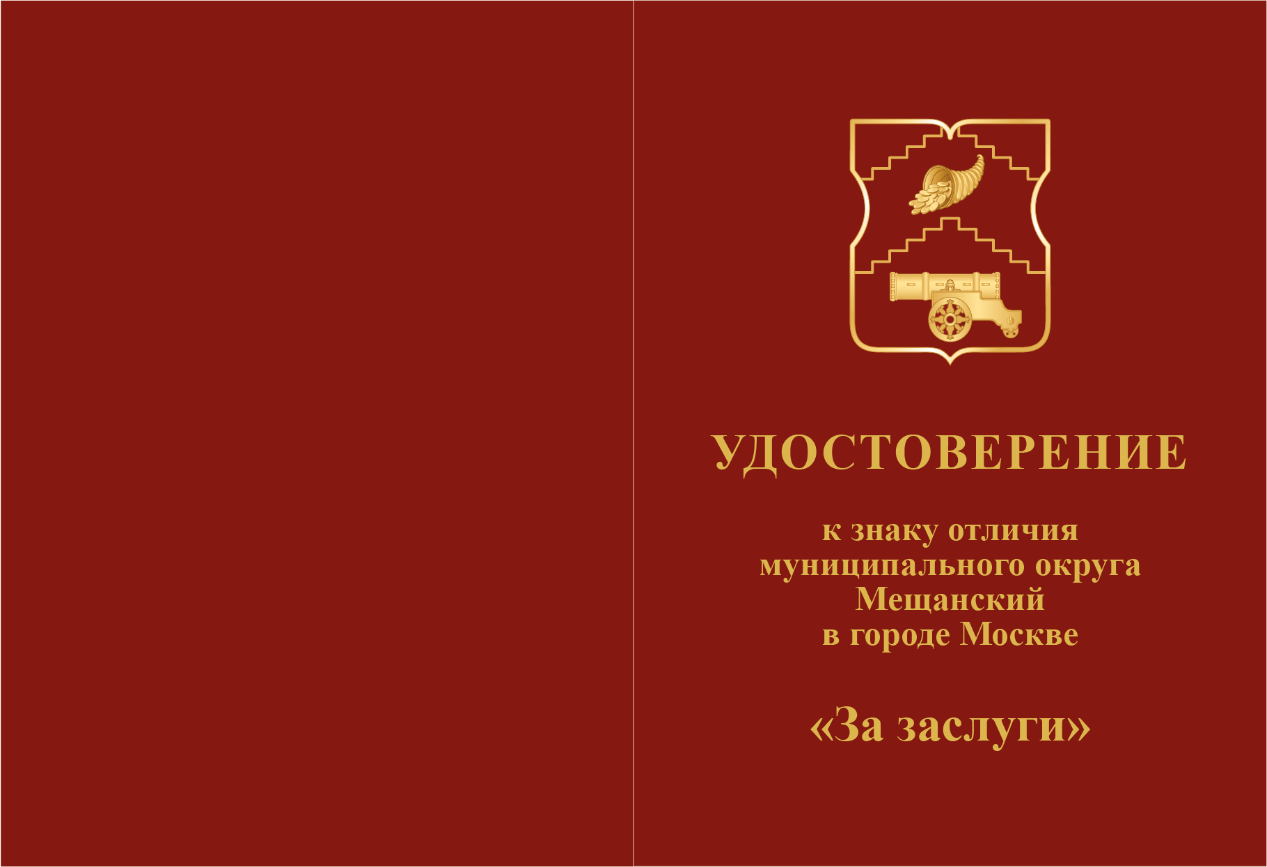 УДОСТОВЕРЕНИЕ
к знаку отличия
муниципального округа
Мещанский
в городе Москве
«За заслуги»